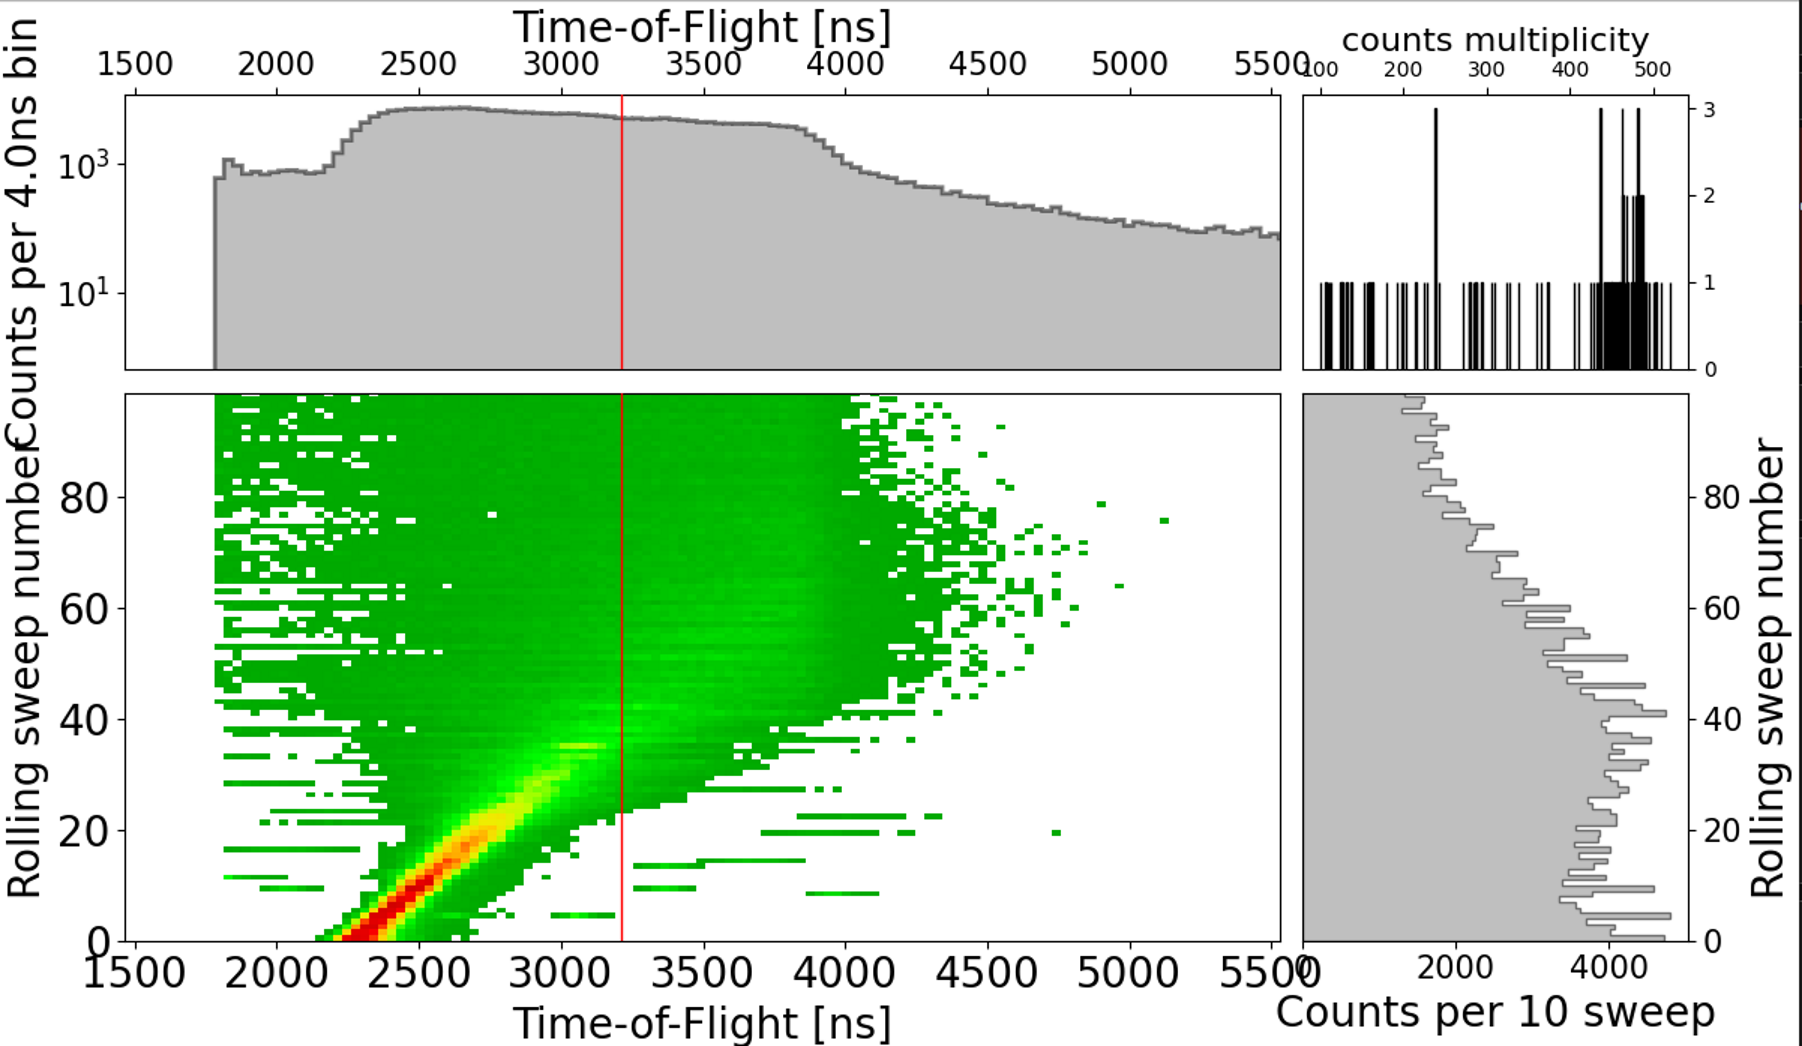 Time-of-Flight [ns]
1500 2000 2500 3000 3500 4000 4500 5000 5500
counts multiplicity
100 200 300 400 500
Counts per 4.0ns bin
10³
10¹
3
2
1
0
Rolling sweep number
80
60
40
20
0
1500 2000 2500 3000 3500 4000 4500 5000 5500
Time-of-Flight [ns]
80
60
40
20
0
Rolling sweep number
0 2000 4000
Counts per 10 sweep